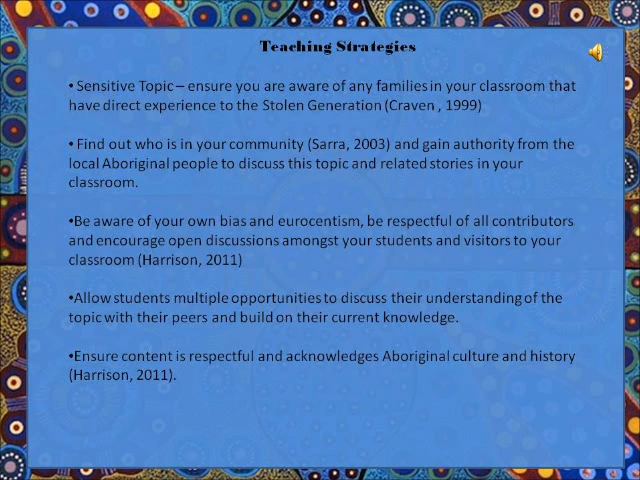 Teaching Strategies
• Sensitive Topic – ensure you are aware of any families in your classroom that
have direct experience to the Stolen Generation (Craven , 1999)
• Find out who is in your community (Sarra, 2003) and gain authority from the
local Aboriginal people to discuss this topic and related stories in your
classroom.
•Be aware of your own bias and eurocentism, be respectful of all contributors
and encourage open discussions amongst your students and visitors to your
classroom (Harrison, 2011)
•Allow students multiple opportunities to discuss their understanding of the
topic with their peers and build on their current knowledge.
•Ensure content is respectful and acknowledges Aboriginal culture and history
(Harrison, 2011).